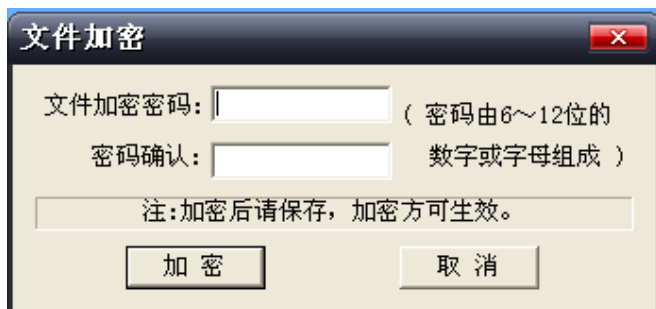 文件加密
文件加密密码:
( 密码由6~12位的
密码确认:
数字或字母组成 )
注:加密后请保存，加密方可生效。
加 密
取 消